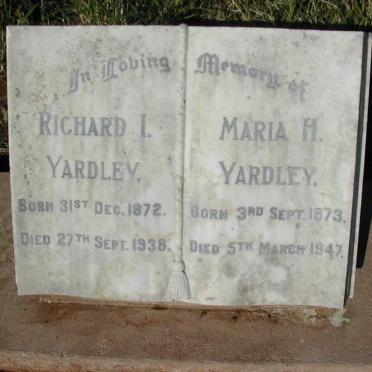 In Loving Memory of
RICHARD I.
YARDLEY.
BORN 31ST DEC. 1872.
DIED 27TH SEPT. 1938.
MARIA H.
YARDLEY.
BORN 3RD SEPT. 1873.
DIED 5TH MARCH 1947.